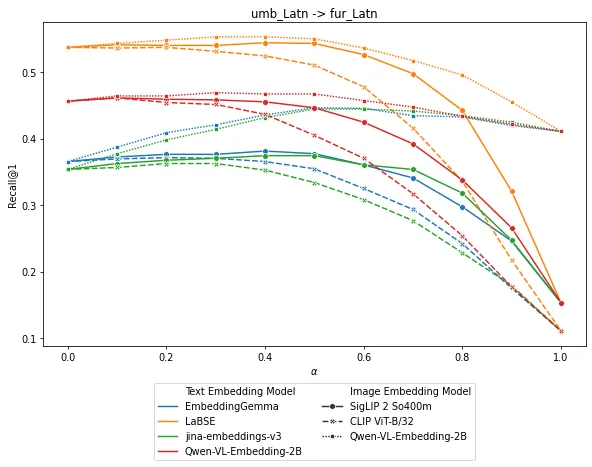 umb_Latn -> fur_Latn
Recall@1
0.5
0.4
0.3
0.2
0.1
0.0
0.2
0.4
0.6
0.8
1.0
α
Text Embedding Model
EmbeddingGemma
LaBSE
jina-embeddings-v3
Qwen-VL-Embedding-2B
Image Embedding Model
SigLIP 2 So400m
CLIP ViT-B/32
Qwen-VL-Embedding-2B